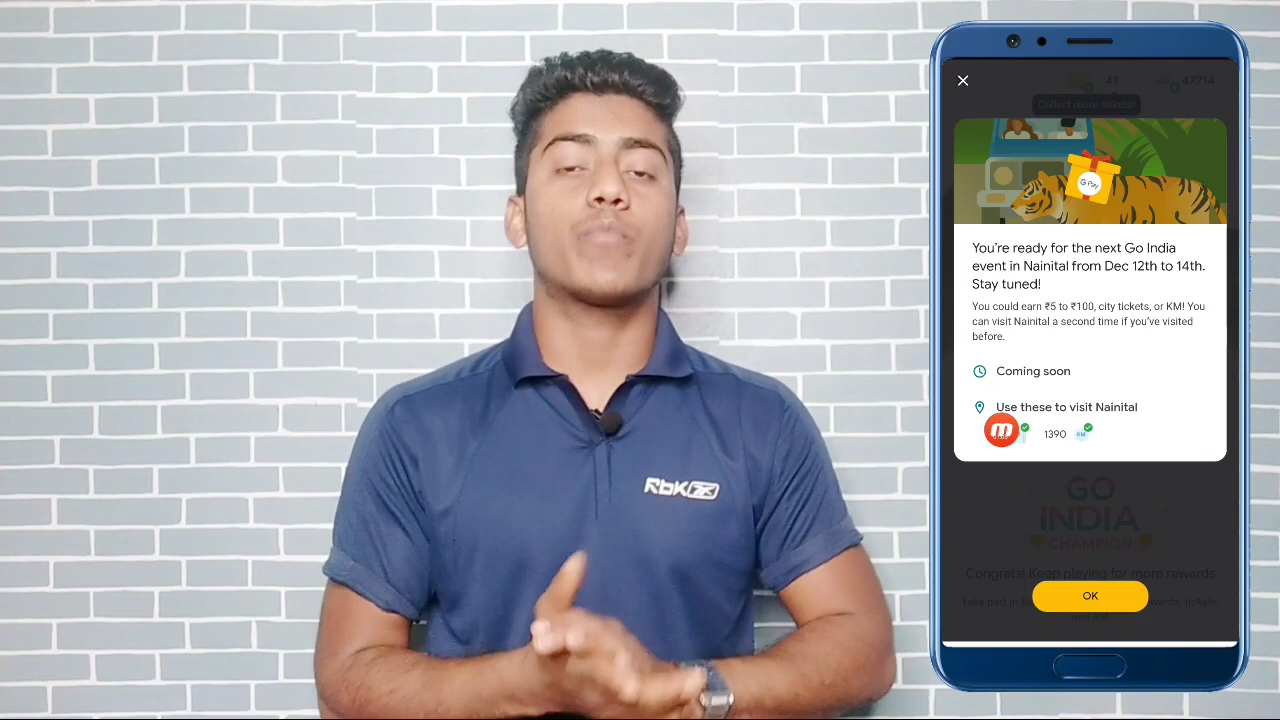 41 47714
Collect more Nainital
G Pay
You're ready for the next Go India
event in Nainital from Dec 12th to 14th.
Stay tuned!
You could earn ₹5 to ₹100, city tickets, or KM! You
can visit Nainital a second time if you've visited
before.
Coming soon
Use these to visit Nainital
1390 KM
RbK
GO
INDIA
CHAMPION
Congrats! Keep playing for more rewards
Take part in
OK